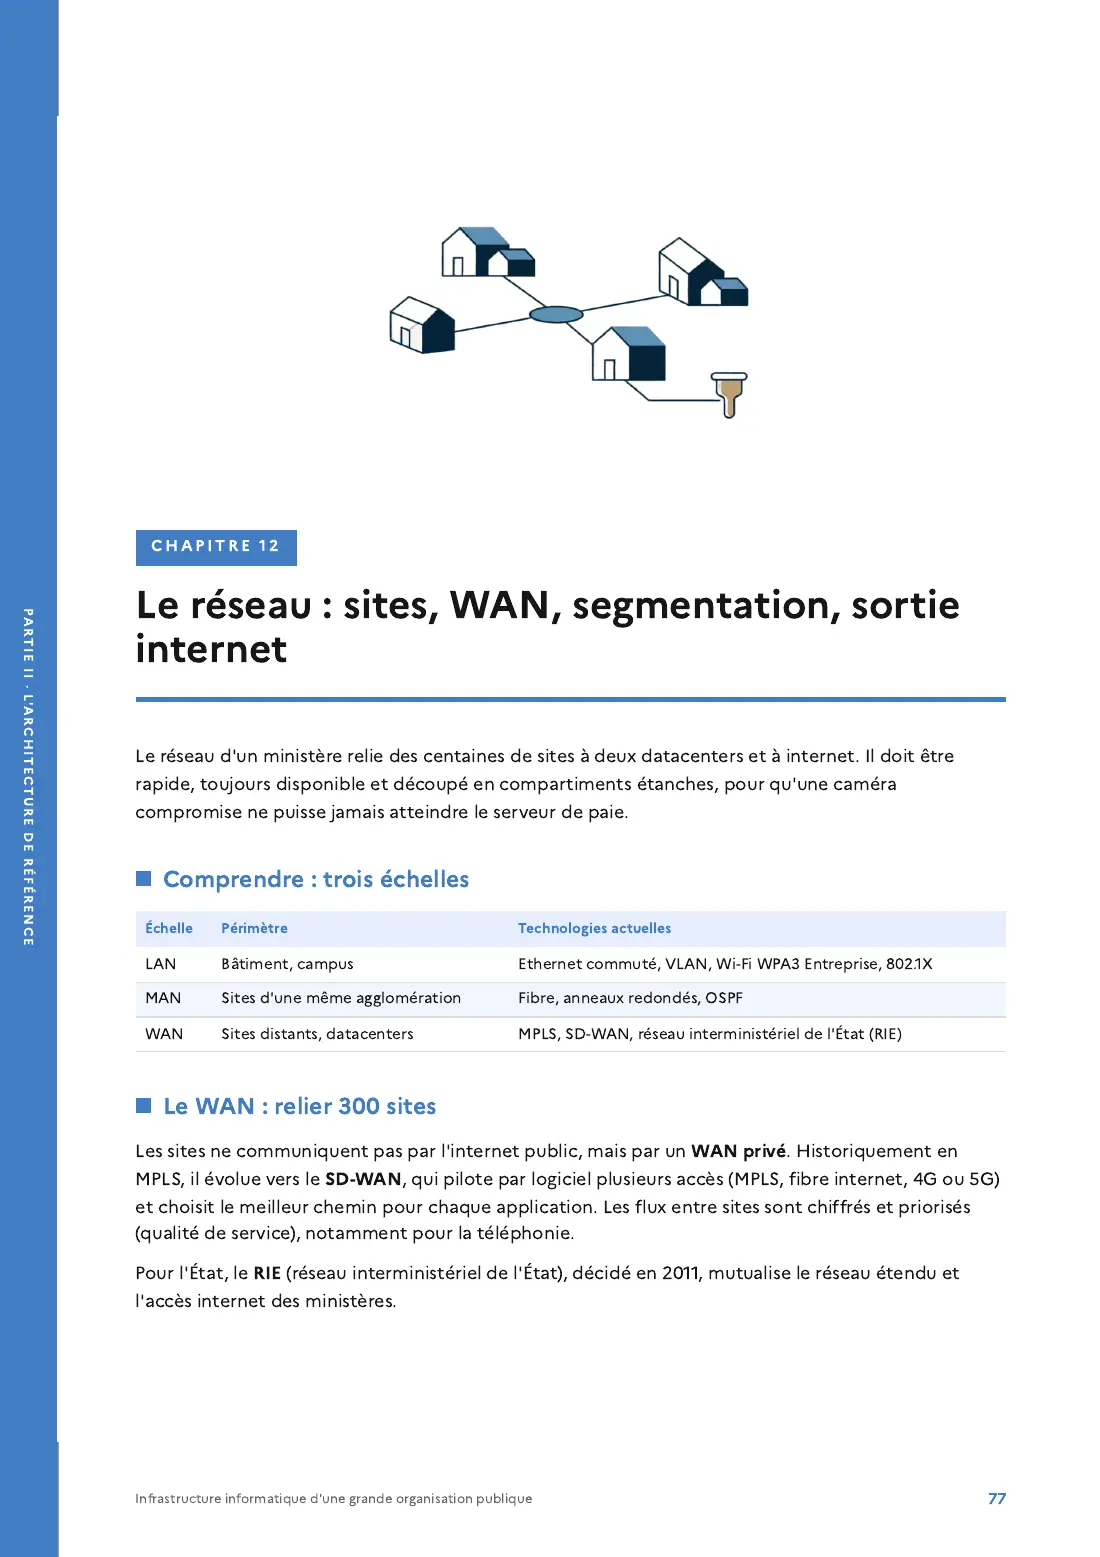 PARTIE II · L'ARCHITECTURE DE RÉFÉRENCE
CHAPITRE 12
Le réseau : sites, WAN, segmentation, sortie
internet
Le réseau d'un ministère relie des centaines de sites à deux datacenters et à internet. Il doit être
rapide, toujours disponible et découpé en compartiments étanches, pour qu'une caméra
compromise ne puisse jamais atteindre le serveur de paie.
Comprendre : trois échelles
Échelle Périmètre Technologies actuelles
LAN Bâtiment, campus Ethernet commuté, VLAN, Wi-Fi WPA3 Entreprise, 802.1X
MAN Sites d'une même agglomération Fibre, anneaux redondés, OSPF
WAN Sites distants, datacenters MPLS, SD-WAN, réseau interministériel de l'État (RIE)
Le WAN : relier 300 sites
Les sites ne communiquent pas par l'internet public, mais par un WAN privé. Historiquement en
MPLS, il évolue vers le SD-WAN, qui pilote par logiciel plusieurs accès (MPLS, fibre internet, 4G ou 5G)
et choisit le meilleur chemin pour chaque application. Les flux entre sites sont chiffrés et priorisés
(qualité de service), notamment pour la téléphonie.
Pour l'État, le RIE (réseau interministériel de l'État), décidé en 2011, mutualise le réseau étendu et
l'accès internet des ministères.
Infrastructure informatique d'une grande organisation publique 77